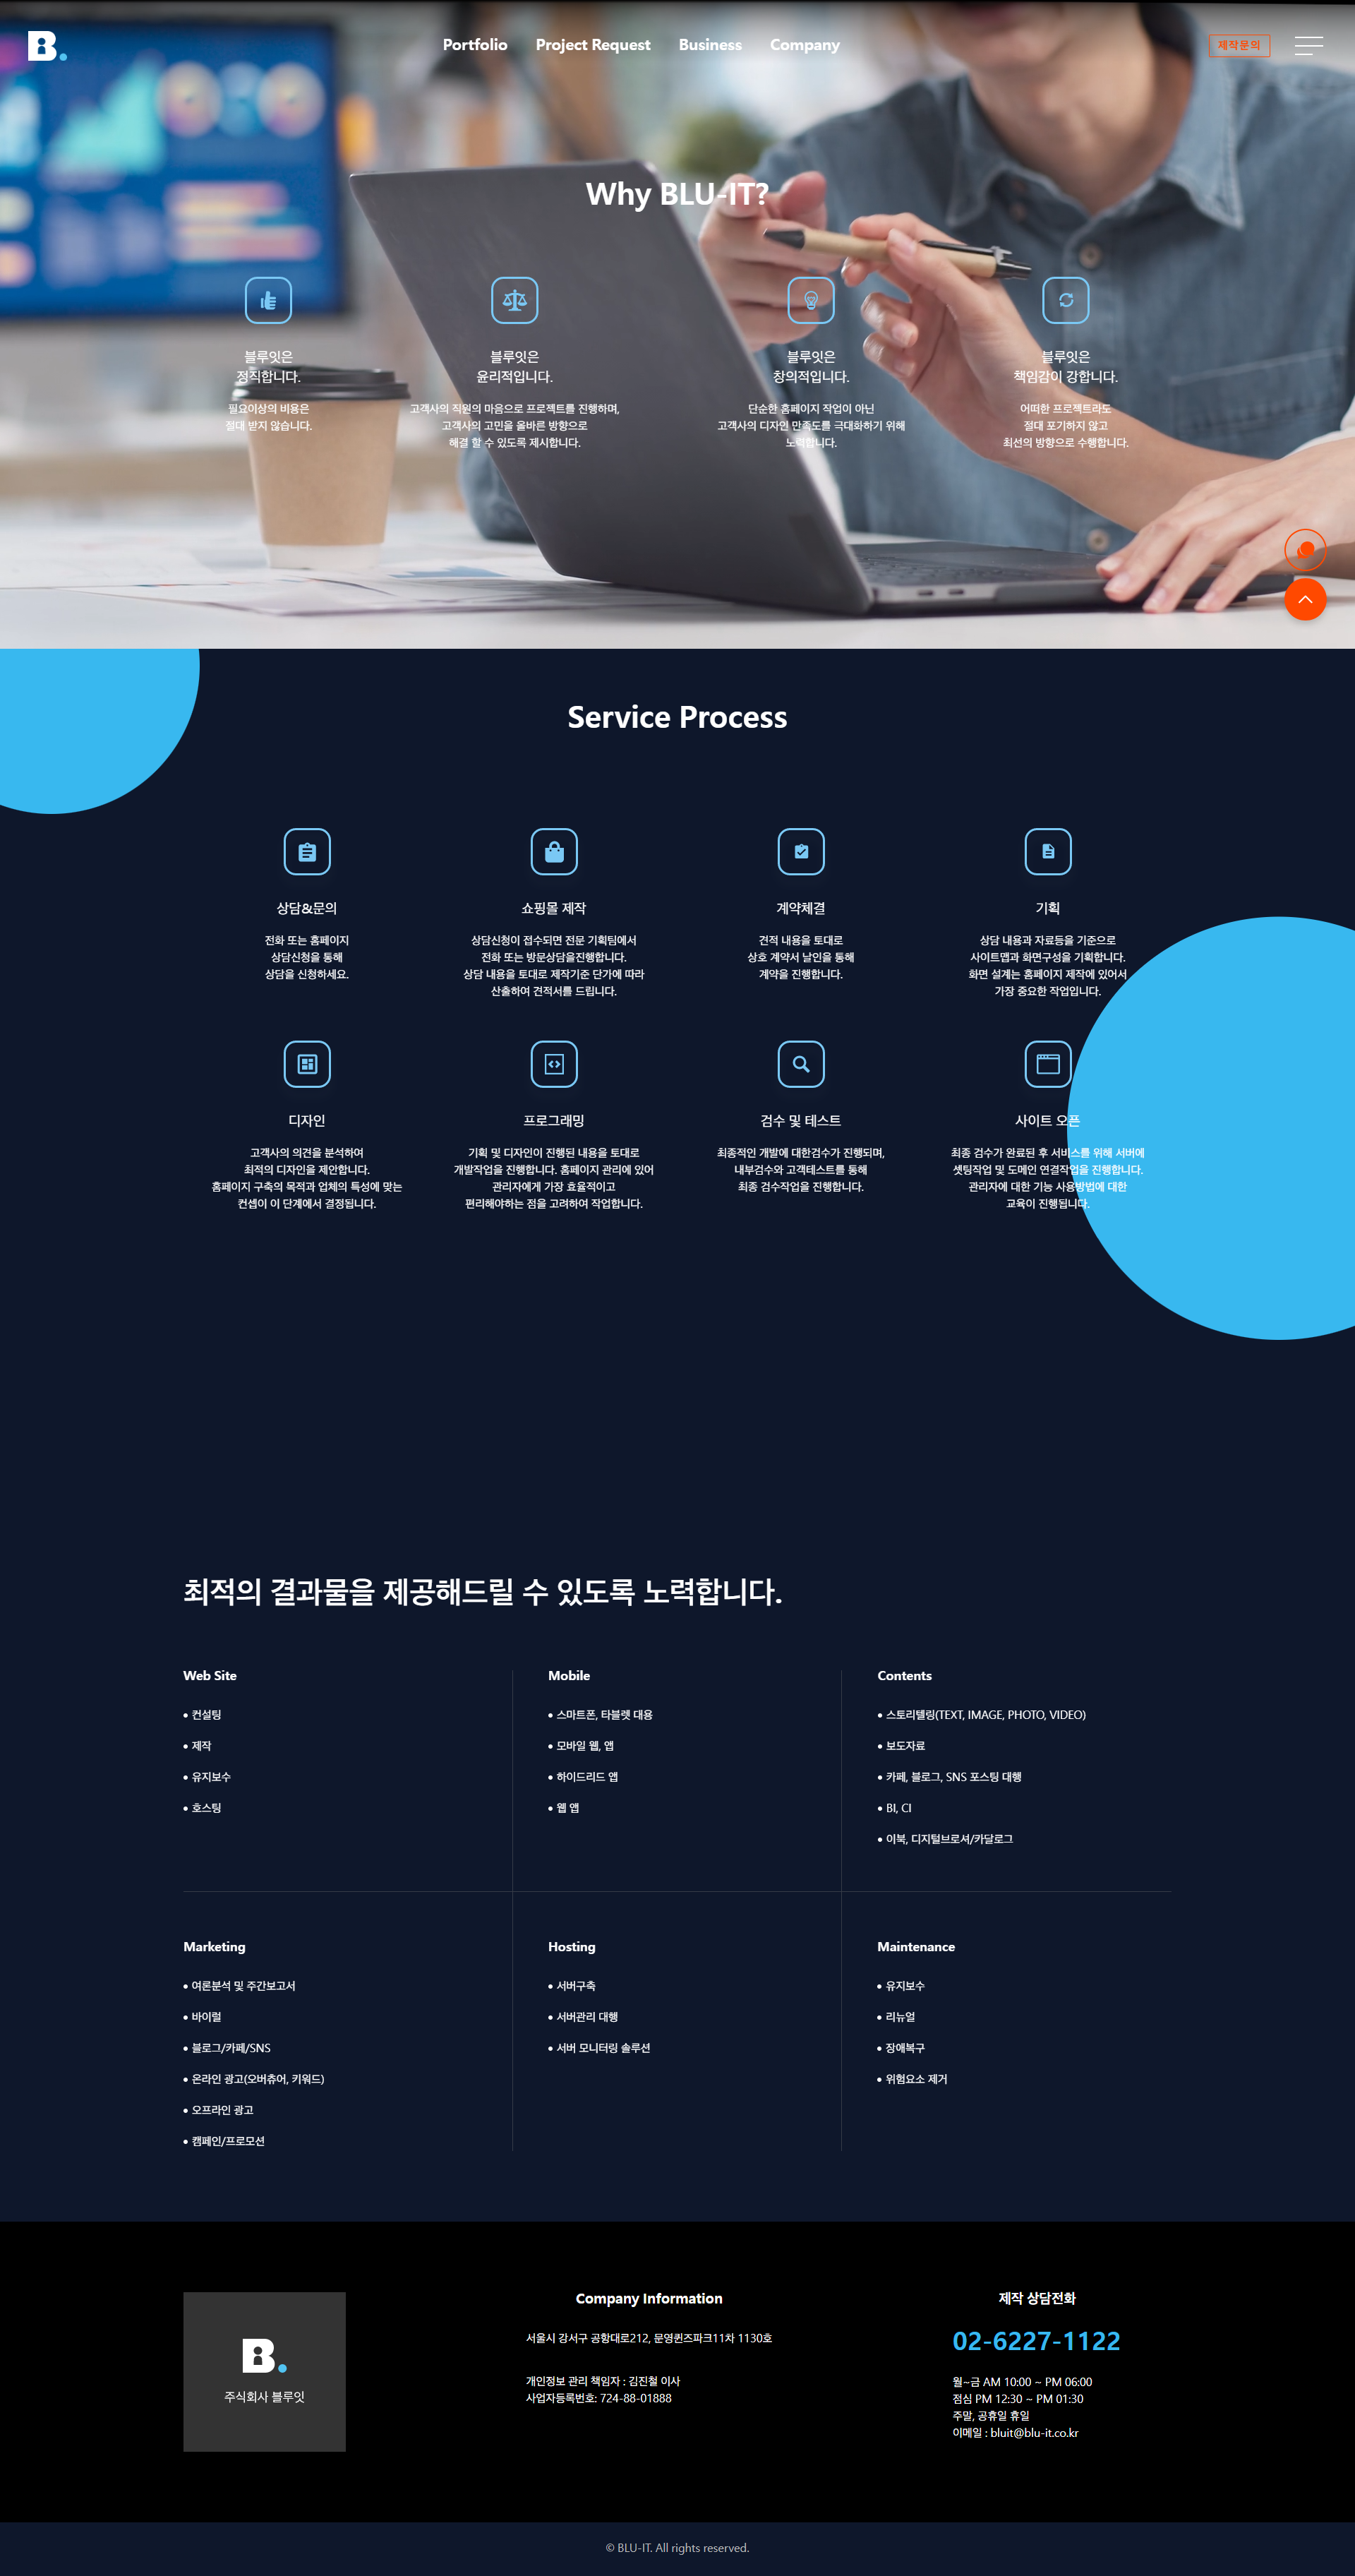 B.
Portfolio
Project Request
Business
Company
제작문의
Why BLU-IT?
블루잇은
정직합니다.
필요이상의 비용은
절대 받지 않습니다.
블루잇은
윤리적입니다.
고객사의 직원의 마음으로 프로젝트를 진행하며,
고객사의 고민을 올바른 방향으로
해결 할 수 있도록 제시합니다.
블루잇은
창의적입니다.
단순한 홈페이지 작업이 아닌
고객사의 디자인 만족도를 극대화하기 위해
노력합니다.
블루잇은
책임감이 강합니다.
어떠한 프로젝트라도
절대 포기하지 않고
최선의 방향으로 수행합니다.
Service Process
상담&문의
전화 또는 홈페이지
상담신청을 통해
상담을 신청하세요.
쇼핑몰 제작
상담신청이 접수되면 전문 기획팀에서
전화 또는 방문상담을진행합니다.
상담 내용을 토대로 제작기준 단가에 따라
산출하여 견적서를 드립니다.
계약체결
견적 내용을 토대로
상호 계약서 날인을 통해
계약을 진행합니다.
기획
상담 내용과 자료등을 기준으로
사이트맵과 화면구성을 기획합니다.
화면 설계는 홈페이지 제작에 있어서
가장 중요한 작업입니다.
디자인
고객사의 의견을 분석하여
최적의 디자인을 제안합니다.
홈페이지 구축의 목적과 업체의 특성에 맞는
컨셉이 이 단계에서 결정됩니다.
프로그래밍
기획 및 디자인이 진행된 내용을 토대로
개발작업을 진행합니다. 홈페이지 관리에 있어
관리자에게 가장 효율적이고
편리해야하는 점을 고려하여 작업합니다.
검수 및 테스트
최종적인 개발에 대한검수가 진행되며,
내부검수와 고객테스트를 통해
최종 검수작업을 진행합니다.
사이트 오픈
최종 검수가 완료된 후 서비스를 위해 서버에
셋팅작업 및 도메인 연결작업을 진행합니다.
관리자에 대한 기능 사용방법에 대한
교육이 진행됩니다.
최적의 결과물을 제공해드릴 수 있도록 노력합니다.
Web Site
• 컨설팅
• 제작
• 유지보수
• 호스팅
Mobile
• 스마트폰, 타블렛 대용
• 모바일 웹, 앱
• 하이드리드 앱
• 웹 앱
Contents
• 스토리텔링(TEXT, IMAGE, PHOTO, VIDEO)
• 보도자료
• 카페, 블로그, SNS 포스팅 대행
• BI, CI
• 이북, 디지털브로셔/카달로그
Marketing
• 여론분석 및 주간보고서
• 바이럴
• 블로그/카페/SNS
• 온라인 광고(오버츄어, 키워드)
• 오프라인 광고
• 캠페인/프로모션
Hosting
• 서버구축
• 서버관리 대행
• 서버 모니터링 솔루션
Maintenance
• 유지보수
• 리뉴얼
• 장애복구
• 위험요소 제거
B.
주식회사 블루잇
Company Information
서울시 강서구 공항대로212, 문영퀸즈파크11차 1130호
개인정보 관리 책임자 : 김진철 이사
사업자등록번호: 724-88-01888
제작 상담전화
02-6227-1122
월~금 AM 10:00 ~ PM 06:00
점심 PM 12:30 ~ PM 01:30
주말, 공휴일 휴일
이메일 : bluit@blu-it.co.kr
© BLU-IT. All rights reserved.